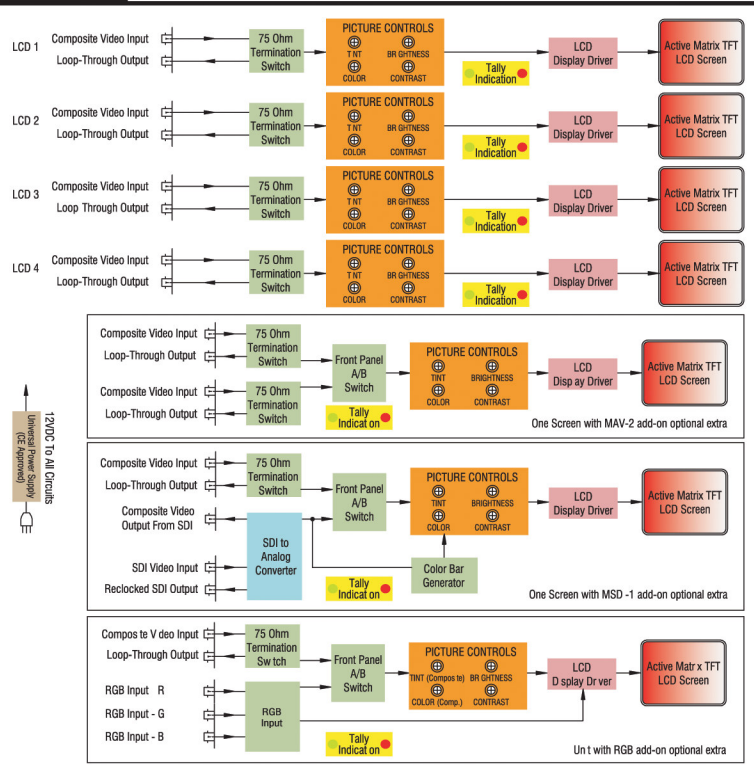 LCD 1
Composite Video Input
Loop-Through Output
75 Ohm
Termination
Switch
PICTURE CONTROLS
T NT
BR GHTNESS
COLOR
CONTRAST
Tally
Indication
LCD
Display Driver
Active Matrix TFT
LCD Screen
LCD 2
Composite Video Input
Loop-Through Output
75 Ohm
Termination
Switch
PICTURE CONTROLS
T NT
BR GHTNESS
COLOR
CONTRAST
Tally
Indication
LCD
Display Driver
Active Matrix TFT
LCD Screen
LCD 3
Composite Video Input
Loop Through Output
75 Ohm
Termination
Switch
PICTURE CONTROLS
T NT
BR GHTNESS
COLOR
CONTRAST
Tally
Indication
LCD
Display Driver
Active Matrix TFT
LCD Screen
LCD 4
Composite Video Input
Loop-Through Output
75 Ohm
Termination
Switch
PICTURE CONTROLS
T NT
BR GHTNESS
COLOR
CONTRAST
Tally
Indication
LCD
Display Driver
Active Matrix TFT
LCD Screen
12VDC To All Circuits
Universal Power Supply
(CE Approved)
Composite Video Input
Loop-Through Output
75 Ohm
Termination
Switch
Composite Video Input
Loop-Through Output
75 Ohm
Termination
Switch
Front Panel
A/B
Switch
Tally
Indicat on
PICTURE CONTROLS
TINT
BRIGHTNESS
COLOR
CONTRAST
LCD
Disp ay Driver
Active Matrix TFT
LCD Screen
One Screen with MAV-2 add-on optional extra
Composite Video Input
Loop-Through Output
75 Ohm
Termination
Switch
Composite Video
Output From SDI
SDI Video Input
Reclocked SDI Output
SDI to
Analog
Converter
Front Panel
A/B
Switch
Tally
Indicat on
PICTURE CONTROLS
TINT
BRIGHTNESS
COLOR
CONTRAST
Color Bar
Generator
LCD
Display Driver
Active Matrix TFT
LCD Screen
One Screen with MSD -1 add-on optional extra
Compos te V deo Input
Loop-Through Output
75 Ohm
Termination
Sw tch
RGB Input R
RGB Input - G
RGB Input - B
RGB
Input
Front Panel
A/B
Switch
Tally
Indicat on
PICTURE CONTROLS
TINT (Compos te)
BR GHTNESS
COLOR (Comp.)
CONTRAST
LCD
D splay Dr ver
Active Matr x TFT
LCD Screen
Un t with RGB add-on optional extra